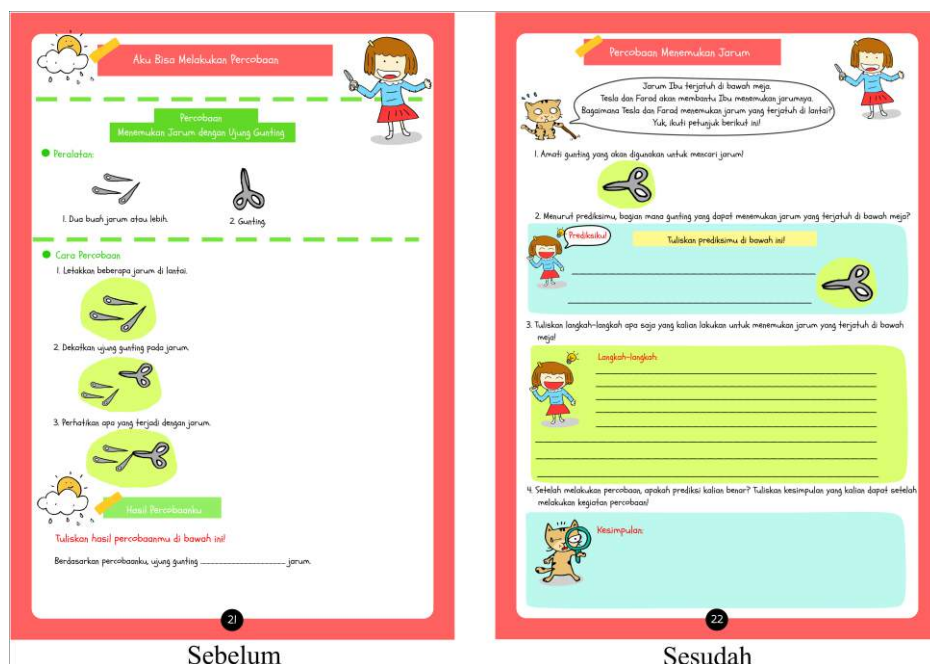 Aku Bisa Melakukan Percobaan
Percobaan
Menemukan Jarum dengan Ujung Gunting
Peralatan:
1. Dua buah jarum atau lebih.
2. Gunting.
Cara Percobaan
1. Letakkan beberapa jarum di lantai.
2. Dekatkan ujung gunting pada jarum.
3. Perhatikan apa yang terjadi dengan jarum.
Hasil Percobaanku
Tuliskan hasil percobaanmu di bawah ini!
Berdasarkan percobaanku, ujung gunting ____________________ jarum.
21
Sebelum
Percobaan Menemukan Jarum
Jarum Ibu terjatuh di bawah meja.
Tesla dan Farad akan membantu Ibu menemukan jarumnya.
Bagaimana Tesla dan Farad menemukan jarum yang terjatuh di lantai?
Yuk, ikuti petunjuk berikut ini!
1. Amati gunting yang akan digunakan untuk mencari jarum!
2. Menurut prediksimu, bagian mana gunting yang dapat menemukan jarum yang terjatuh di bawah meja?
Prediksiku!
Tuliskan prediksimu di bawah ini!
3. Tuliskan langkah-langkah apa saja yang kalian lakukan untuk menemukan jarum yang terjatuh di bawah
meja!
Langkah-langkah:
4. Setelah melakukan percobaan, apakah prediksi kalian benar? Tuliskan kesimpulan yang kalian dapat setelah
melakukan kegiatan percobaan!
Kesimpulan:
22
Sesudah